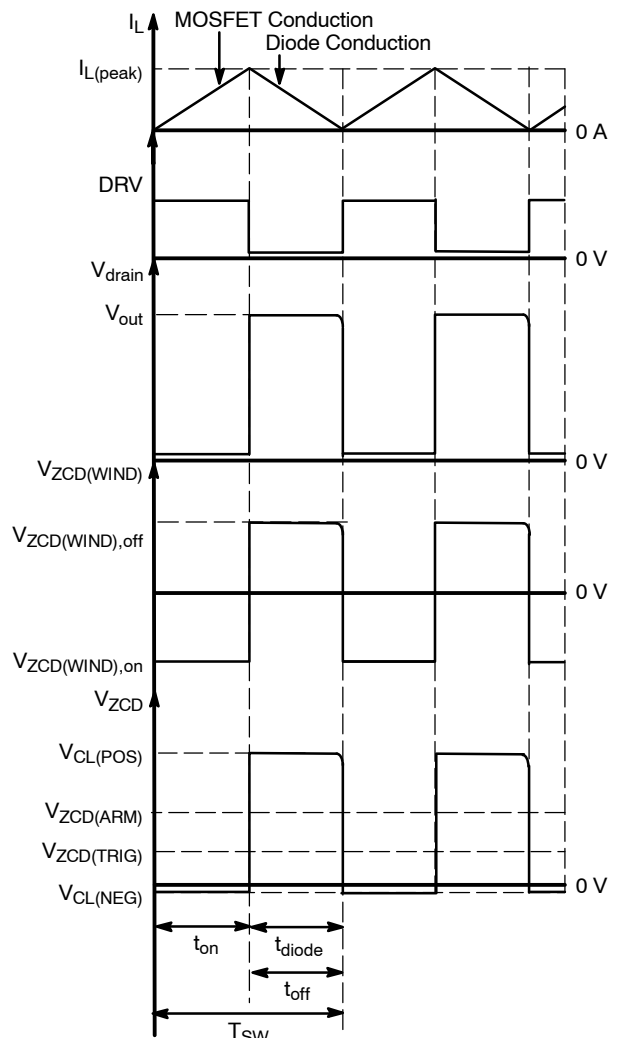 I_L
MOSFET Conduction
Diode Conduction
I_L(peak)
0 A
DRV
0 V
V_drain
V_out
0 V
V_ZCD(WIND)
V_ZCD(WIND),off
0 V
V_ZCD(WIND),on
V_ZCD
V_CL(POS)
V_ZCD(ARM)
V_ZCD(TRIG)
0 V
V_CL(NEG)
t_on
t_diode
t_off
T_SW